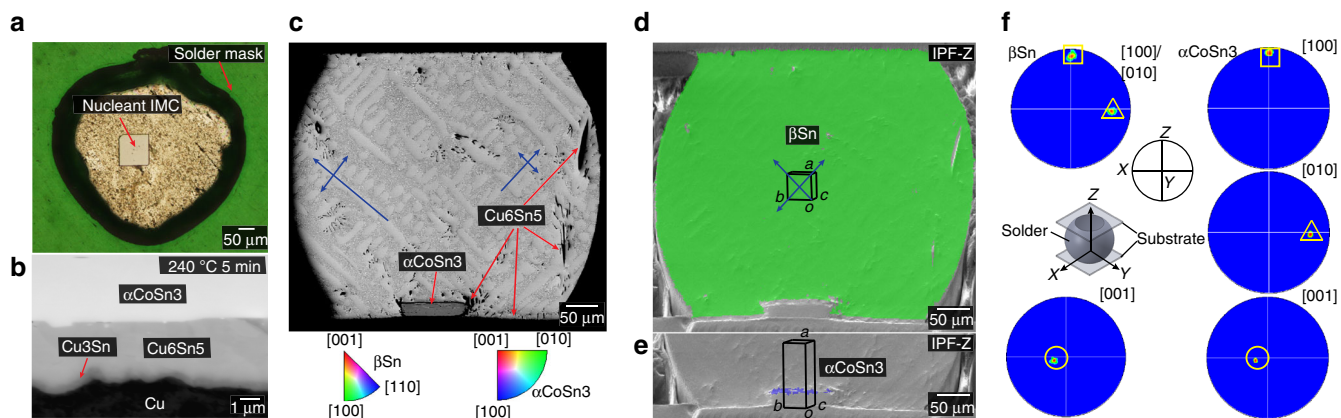 a
Solder mask
Nucleant IMC
50 μm
b
240 °C 5 min
αCoSn3
Cu3Sn
Cu6Sn5
Cu
1 μm
c
Cu6Sn5
αCoSn3
50 μm
[001]
βSn
[110]
[100]
[001]
[010]
αCoSn3
[100]
d
IPF-Z
βSn
a
b
c
o
50 μm
e
IPF-Z
a
αCoSn3
b
c
o
50 μm
f
βSn
[100]/
[010]
αCoSn3
[100]
Z
X
Y
[010]
Z
Solder
Substrate
X
Y
[001]
[001]